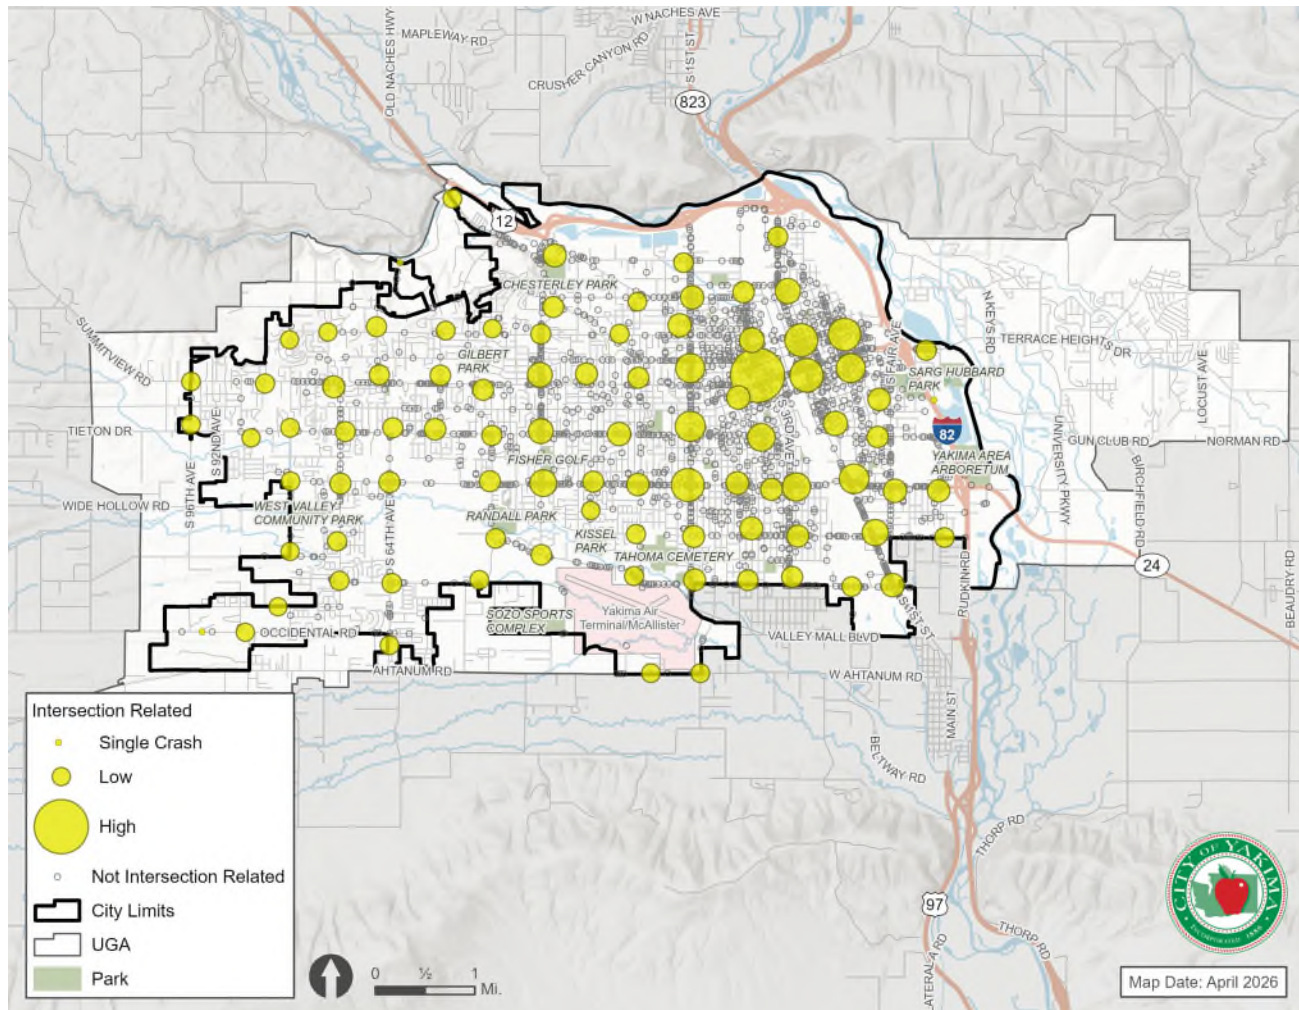 W NACHES AVE
MAPLEWAY RD
OLD NACHES HWY
CRUSHER CANYON RD
S 1ST ST
823
12
CHESTERLEY PARK
N KEYS RD
TERRACE HEIGHTS DR
SUMMITVIEW RD
GILBERT
PARK
S FAIR AVE
SARG HUBBARD
PARK
LOCUST AVE
TIETON DR
S 92ND AVE
3RD AVE
82
GUN CLUB RD
NORMAN RD
UNIVERSITY PKWY
FISHER GOLF
YAKIMA AREA
ARBORETUM
BIRCHFIELD RD
WIDE HOLLOW RD
S 96TH AVE
WEST VALLEY
COMMUNITY PARK
RANDALL PARK
S 64TH AVE
KISSEL
PARK
TAHOMA CEMETERY
24
BEAUDRY RD
RUDKIN RD
S 1ST ST
SOZO SPORTS
COMPLEX
Yakima Air
Terminal/McAllister
OCCIDENTAL RD
VALLEY MALL BLVD
AHTANUM RD
W AHTANUM RD
MAIN ST
BELTWAY RD
THORP RD
97
THORP RD
LATERAL A RD
Intersection Related
Single Crash
Low
High
Not Intersection Related
City Limits
UGA
Park
0 ½ 1
Mi.
CITY OF YAKIMA
INCORPORATED 1886
Map Date: April 2026